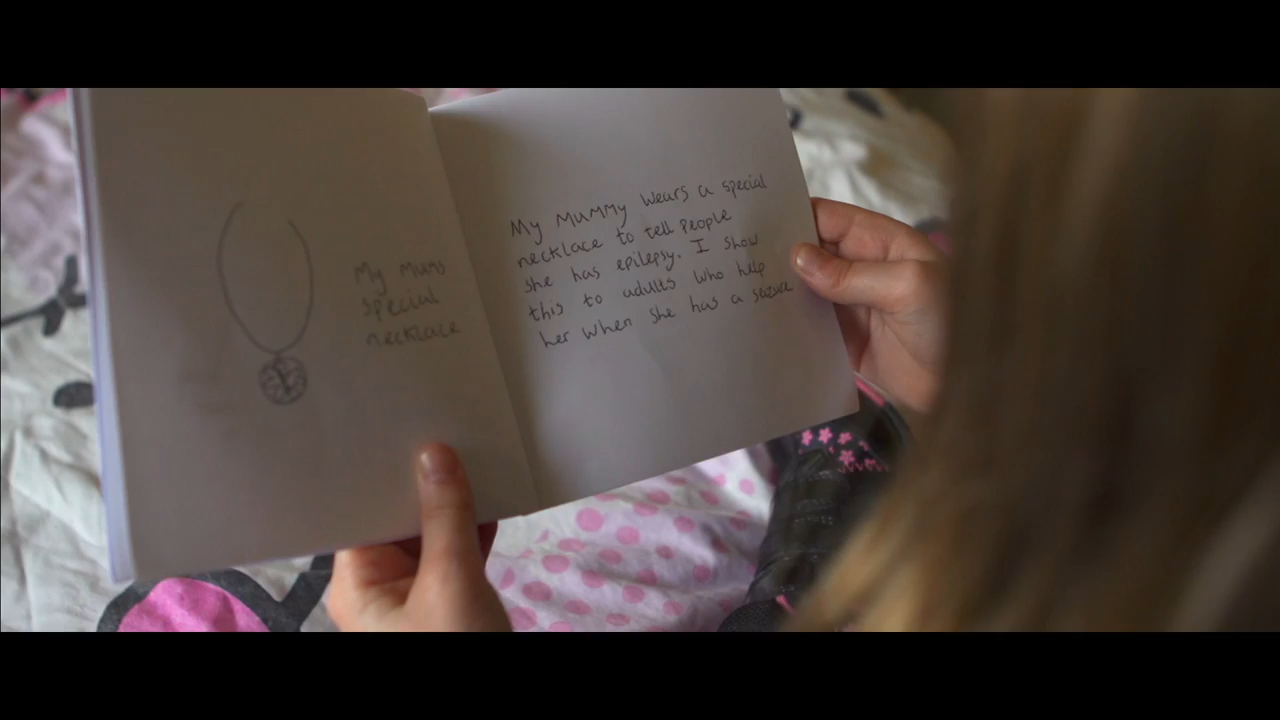 My Mums
special
necklace
My Mummy wears a special
necklace to tell people
she has epilepsy. I show
this to adults who help
her when she has a seizure